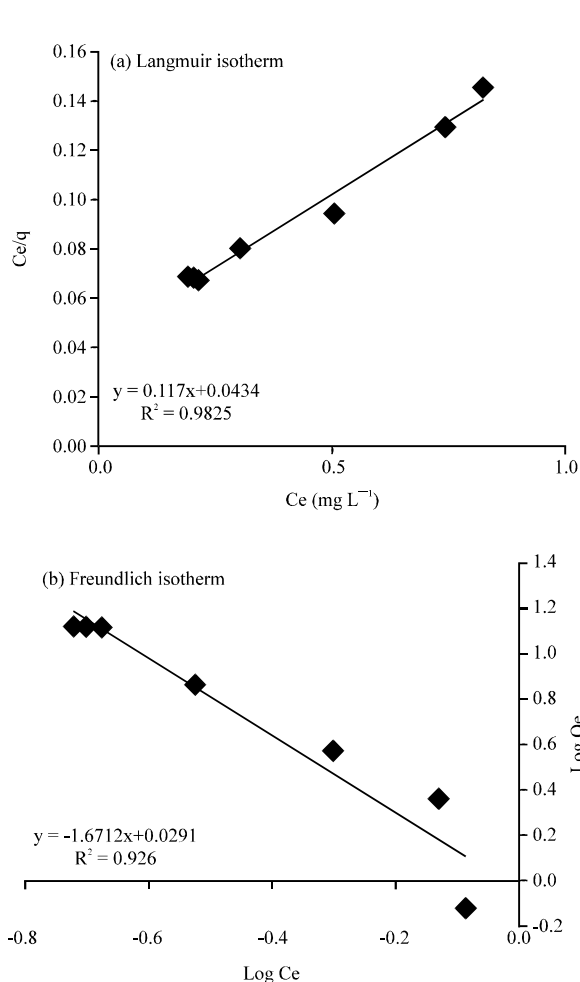 (a) Langmuir isotherm
0.16
0.14
0.12
0.10
0.08
0.06
0.04
0.02
0.00
Ce/q
y = 0.117x+0.0434
R² = 0.9825
0.0 0.5 1.0
Ce (mg L⁻¹)
(b) Freundlich isotherm
1.4
1.2
1.0
0.8
0.6
0.4
0.2
0.0
-0.2
Log Qe
y = -1.6712x+0.0291
R² = 0.926
-0.8 -0.6 -0.4 -0.2 0.0
Log Ce